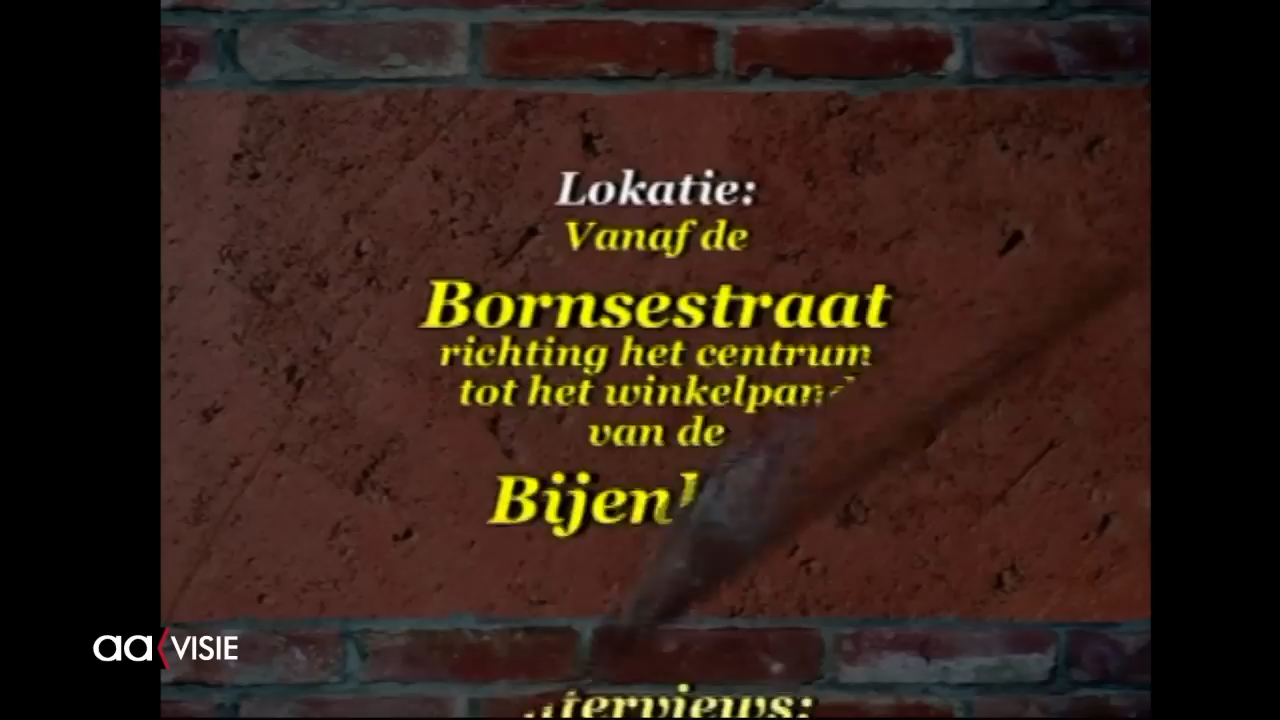 Lokatie:
Vanaf de
Bornsestraat
richting het centrum
tot het winkelpand
van de
aa VISIE